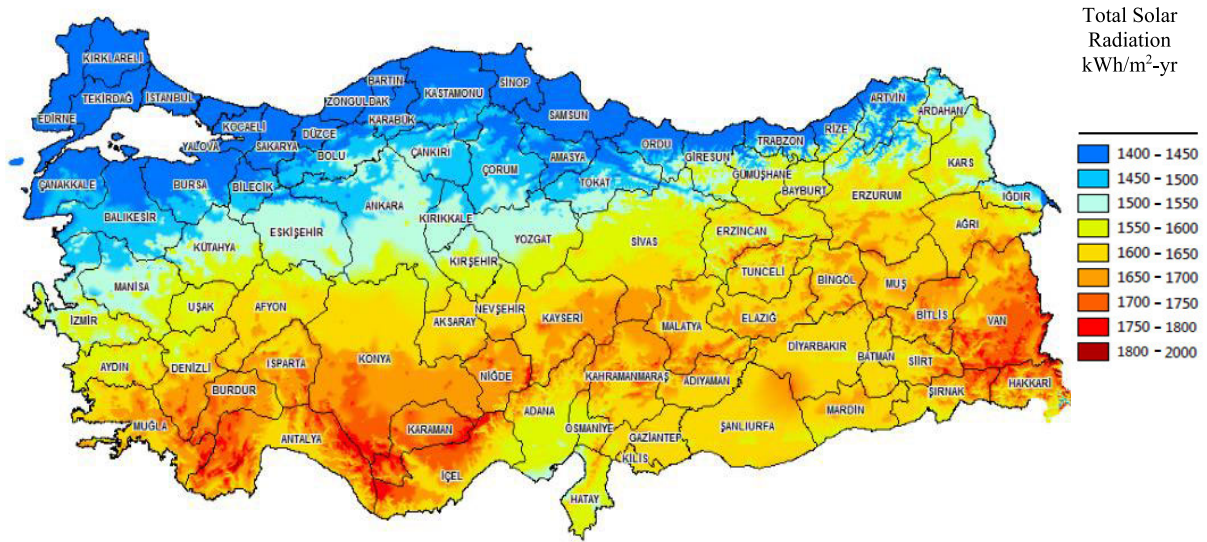 Total Solar
Radiation
kWh/m²-yr
1400 - 1450
1450 - 1500
1500 - 1550
1550 - 1600
1600 - 1650
1650 - 1700
1700 - 1750
1750 - 1800
1800 - 2000
KIRKLARELİ
TEKİRDAĞ
İSTANBUL
EDİRNE
KOCAELİ
YALOVA
SAKARYA
DÜZCE
BOLU
ZONGULDAK
BARTIN
KARABÜK
KASTAMONU
SİNOP
SAMSUN
ÇANKIRI
ÇORUM
AMASYA
TOKAT
ORDU
GİRESUN
TRABZON
RİZE
ARTVİN
ARDAHAN
KARS
GÜMÜŞHANE
BAYBURT
ERZURUM
IĞDIR
AĞRI
ÇANAKKALE
BURSA
BİLECİK
BALIKESİR
KÜTAHYA
ESKİŞEHİR
ANKARA
KIRIKKALE
YOZGAT
KIRŞEHİR
SİVAS
ERZİNCAN
TUNCELİ
BİNGÖL
MUŞ
BİTLİS
VAN
MANİSA
İZMİR
UŞAK
AFYON
AKSARAY
NEVŞEHİR
KAYSERİ
MALATYA
ELAZIĞ
DİYARBAKIR
BATMAN
SİİRT
ŞIRNAK
HAKKARİ
AYDIN
DENİZLİ
ISPARTA
BURDUR
KONYA
NİĞDE
KAHRAMANMARAŞ
ADIYAMAN
MUĞLA
ANTALYA
KARAMAN
İÇEL
ADANA
OSMANİYE
GAZİANTEP
KİLİS
ŞANLIURFA
MARDİN
HATAY